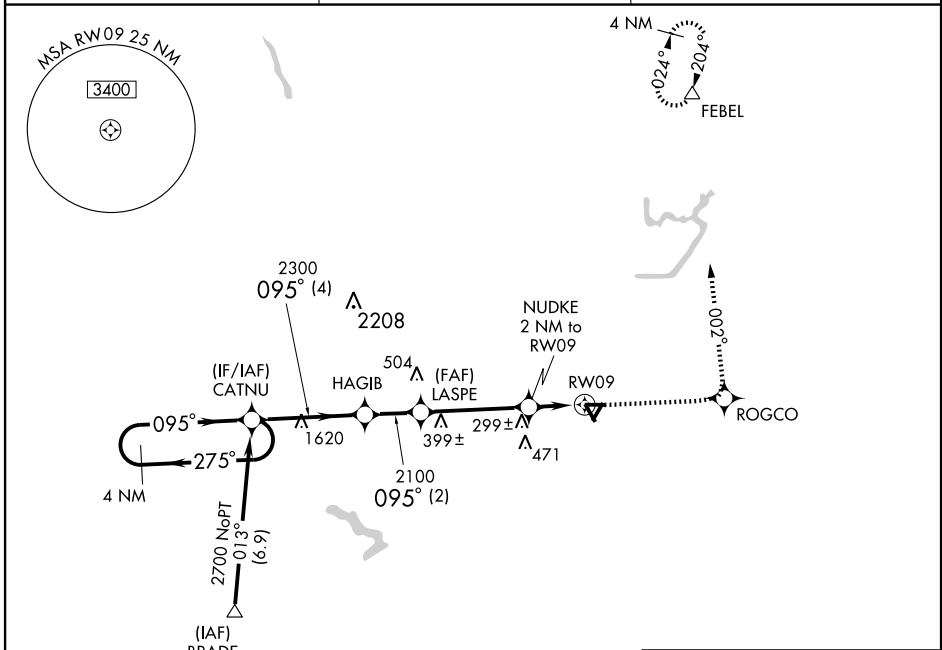 MSA RW09 25 NM
3400
4 NM
024°
204°
FEBEL
2300
095° (4)
2208
NUDKE
2 NM to
RW09
002°
(IF/IAF)
CATNU
HAGIB
504
(FAF)
LASPE
RW09
ROGCO
095°
1620
399±
299±
471
275°
4 NM
2100
095° (2)
2700 NoPT
013°
(6.9)
(IAF)